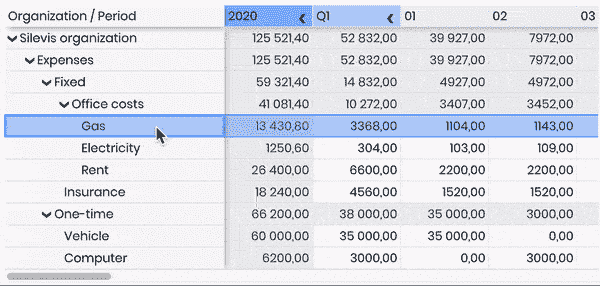 Organization / Period 2020 Q1 01 02 03
Silevis organization 125 521,40 52 832,00 39 927,00 7972,00
Expenses 125 521,40 52 832,00 39 927,00 7972,00
Fixed 59 321,40 14 832,00 4927,00 4972,00
Office costs 41 081,40 10 272,00 3407,00 3452,00
Gas 13 430,80 3368,00 1104,00 1143,00
Electricity 1250,60 304,00 103,00 109,00
Rent 26 400,00 6600,00 2200,00 2200,00
Insurance 18 240,00 4560,00 1520,00 1520,00
One-time 66 200,00 38 000,00 35 000,00 3000,00
Vehicle 60 000,00 35 000,00 35 000,00 0,00
Computer 6200,00 3000,00 0,00 3000,00